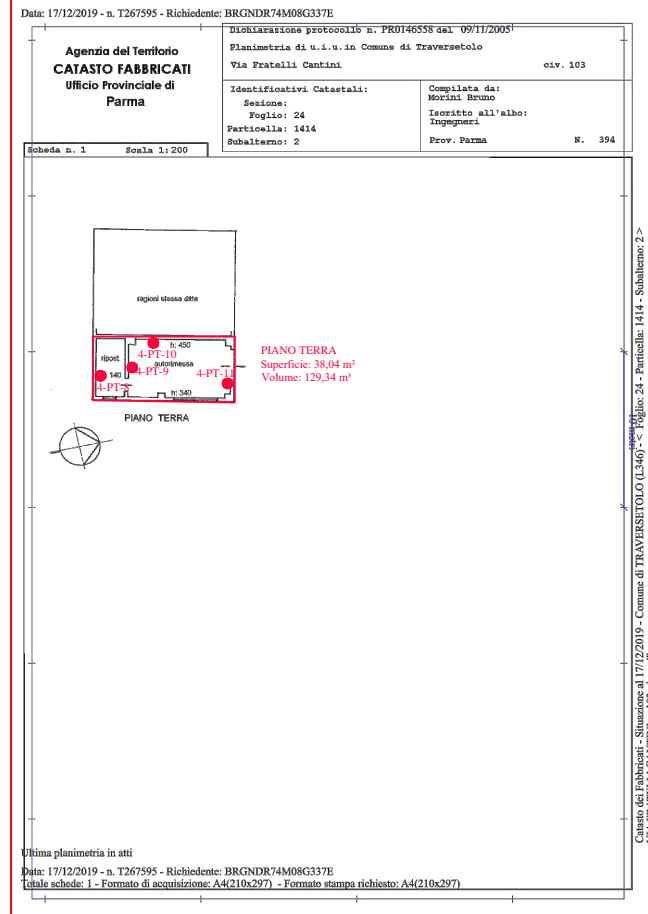 Data: 17/12/2019 - n. T267595 - Richiedente: BRGNDR74M08G337E
Agenzia del Territorio
CATASTO FABBRICATI
Ufficio Provinciale di
Parma
Dichiarazione protocollo n. PR0146558 del 09/11/2005
Planimetria di u.i.u.in Comune di Traversetolo
Via Fratelli Cantini civ. 103
Identificativi Catastali:
Sezione:
Foglio: 24
Particella: 1414
Subalterno: 2
Compilata da:
Morini Bruno
Iscritto all'albo:
Ingegneri
Prov. Parma N. 394
Scheda n. 1 Scala 1:200
ragioni stesse ditte
h: 450
4-PT-10
ripost.
autorimessa
4-PT-9
4-PT-11
140
4-PT-8
h: 340
PIANO TERRA
Superficie: 38,04 m²
Volume: 129,34 m³
PIANO TERRA
10 metri
Catasto dei Fabbricati - Situazione al 17/12/2019 - Comune di TRAVERSETOLO (L346) - < Foglio: 24 - Particella: 1414 - Subalterno: 2 >
Ultima planimetria in atti
Data: 17/12/2019 - n. T267595 - Richiedente: BRGNDR74M08G337E
Totale schede: 1 - Formato di acquisizione: A4(210x297) - Formato stampa richiesto: A4(210x297)